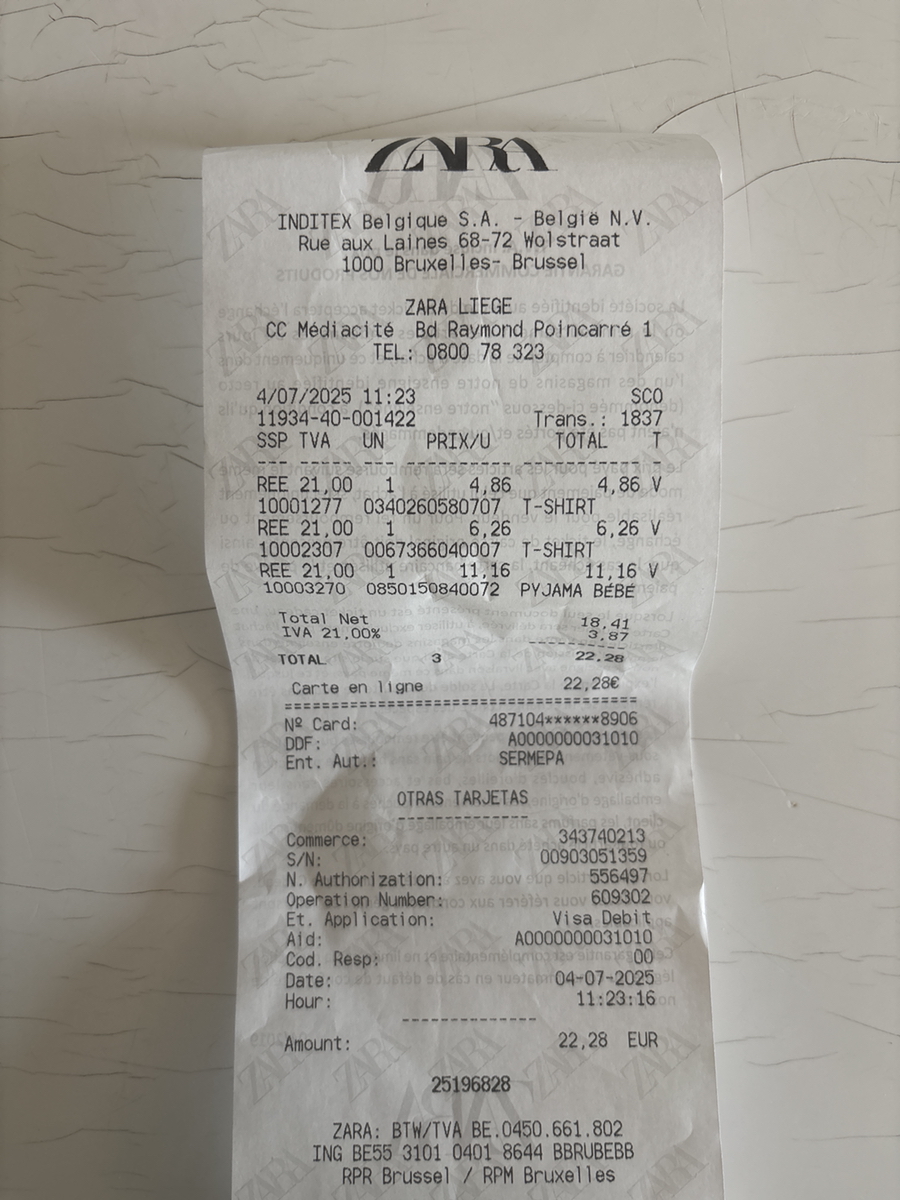 ZARA
INDITEX Belgique S.A. - België N.V.
Rue aux Laines 68-72 Wolstraat
1000 Bruxelles- Brussel
ZARA LIEGE
CC Médiacité Bd Raymond Poincarré 1
TEL: 0800 78 323
4/07/2025 11:23 SCO
11934-40-001422 Trans.: 1837
SSP TVA UN PRIX/U TOTAL T
--- ----- --- ---------- ----------- -
REE 21,00 1 4,86 4,86 V
10001277 0340260580707 T-SHIRT
REE 21,00 1 6,26 6,26 V
10002307 0067366040007 T-SHIRT
REE 21,00 1 11,16 11,16 V
10003270 0850150840072 PYJAMA BÉBÉ
Total Net 18,41
IVA 21,00% 3,87
-----------
TOTAL 3 22,28
Carte en ligne 22,28€
========================================
Nº Card: 487104******8906
DDF: A0000000031010
Ent. Aut.: SERMEPA
OTRAS TARJETAS
-------------
Commerce: 343740213
S/N: 00903051359
N. Authorization: 556497
Operation Number: 609302
Et. Application: Visa Debit
Aid: A0000000031010
Cod. Resp: 00
Date: 04-07-2025
Hour: 11:23:16
-------------
Amount: 22,28 EUR
25196828
ZARA: BTW/TVA BE.0450.661.802
ING BE55 3101 0401 8644 BBRUBEBB
RPR Brussel / RPM Bruxelles